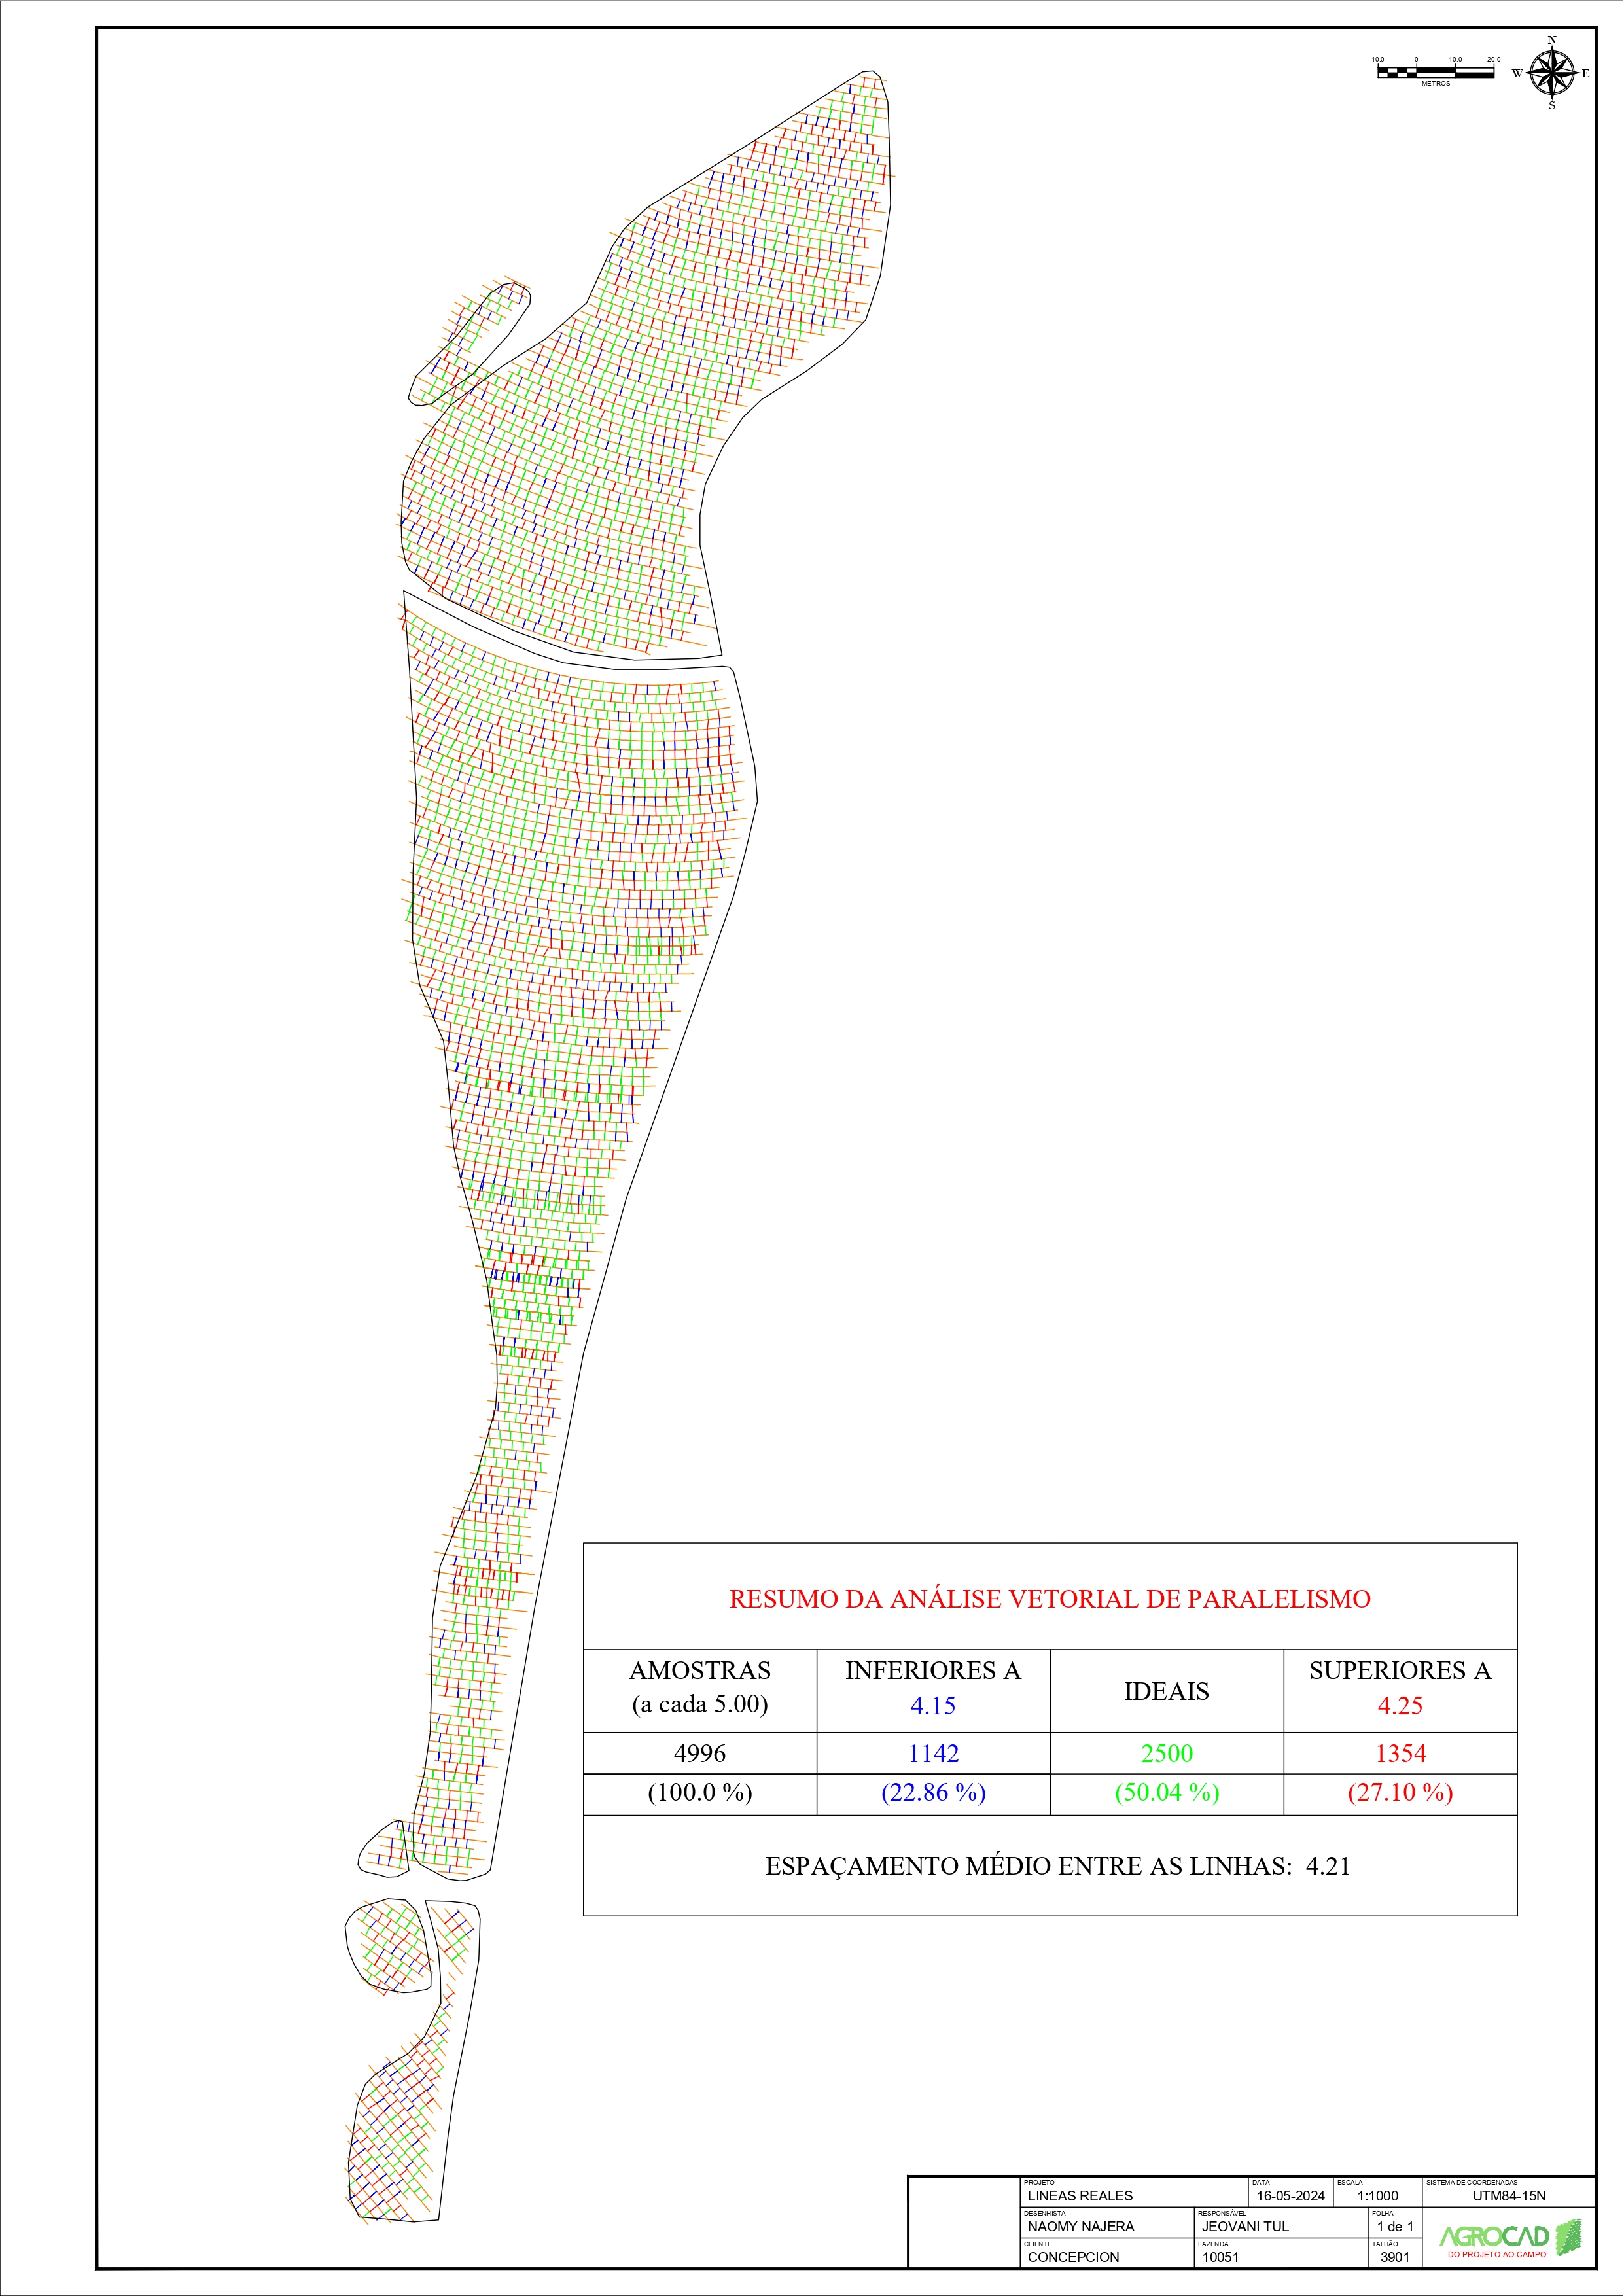 N
W E
S
10.0 0 10.0 20.0
METROS
RESUMO DA ANÁLISE VETORIAL DE PARALELISMO
AMOSTRAS
(a cada 5.00)
INFERIORES A
4.15
IDEAIS
SUPERIORES A
4.25
4996 1142 2500 1354
(100.0 %) (22.86 %) (50.04 %) (27.10 %)
ESPAÇAMENTO MÉDIO ENTRE AS LINHAS: 4.21
PROJETO DATA ESCALA SISTEMA DE COORDENADAS
LINEAS REALES 16-05-2024 1:1000 UTM84-15N
DESENHISTA RESPONSÁVEL FOLHA
NAOMY NAJERA JEOVANI TUL 1 de 1
CLIENTE FAZENDA TALHÃO
CONCEPCION 10051 3901
AGROCAD
DO PROJETO AO CAMPO